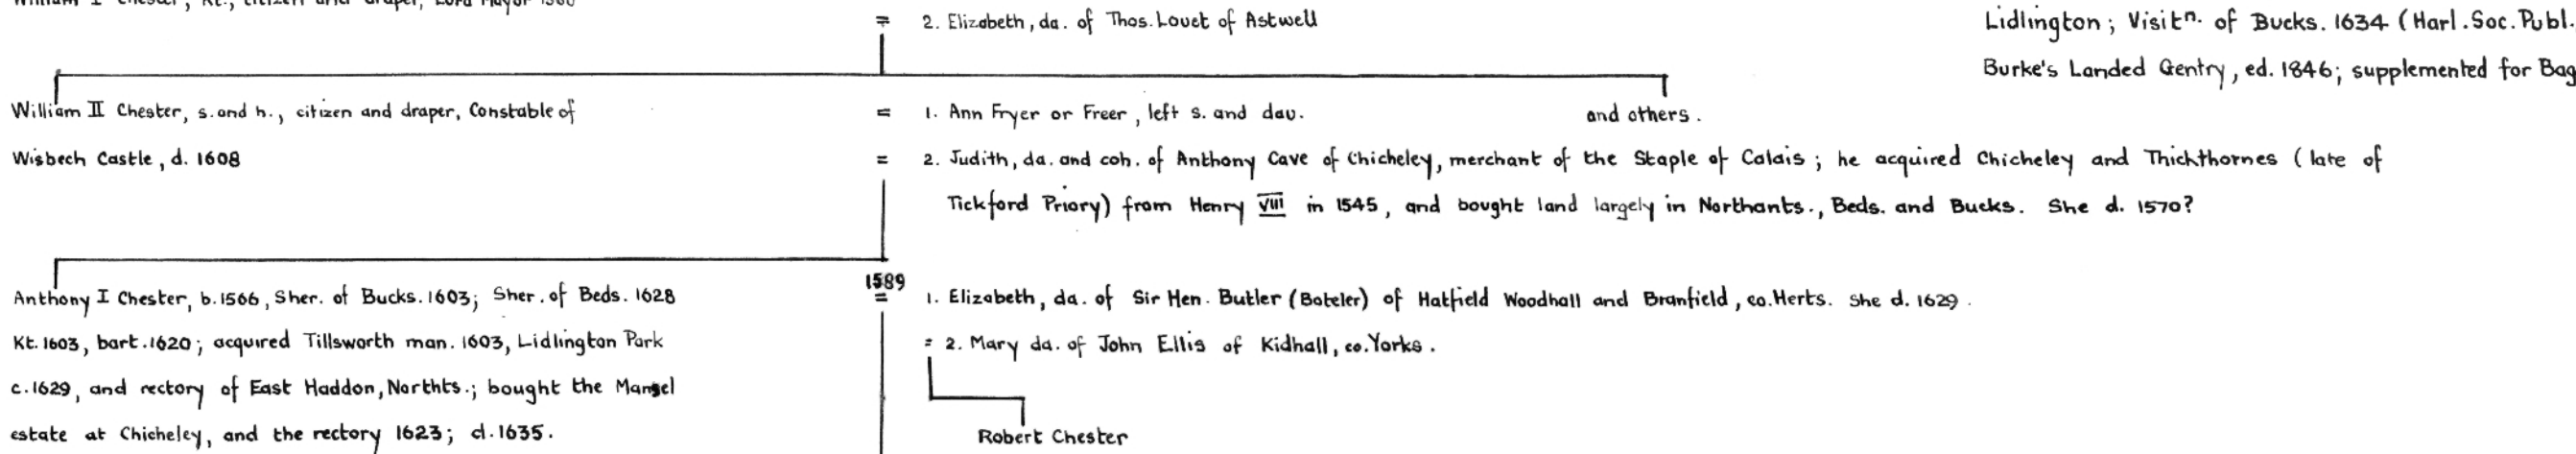 2. Elizabeth, da. of Thos. Lovet of Astwell
Lidlington; Visitn. of Bucks. 1634 (Harl. Soc. Publ.
Burke's Landed Gentry, ed. 1846; supplemented for Bag
William II Chester, s. and h., citizen and draper, Constable of
Wisbech Castle, d. 1608
= 1. Ann Fryer or Freer, left s. and dau.
and others.
= 2. Judith, da. and coh. of Anthony Cave of Chicheley, merchant of the Staple of Calais; he acquired Chicheley and Thickthornes (late of
Tickford Priory) from Henry VIII in 1545, and bought land largely in Northants., Beds. and Bucks. She d. 1570?
Anthony I Chester, b. 1566, Sher. of Bucks. 1603; Sher. of Beds. 1628
Kt. 1603, bart. 1620; acquired Tillsworth man. 1603, Lidlington Park
c. 1629, and rectory of East Haddon, Northts.; bought the Mansel
estate at Chicheley, and the rectory 1623; d. 1635.
1589
= 1. Elizabeth, da. of Sir Hen. Butler (Boteler) of Hatfield Woodhall and Branfield, co. Herts. She d. 1629.
= 2. Mary da. of John Ellis of Kidhall, co. Yorks.
Robert Chester